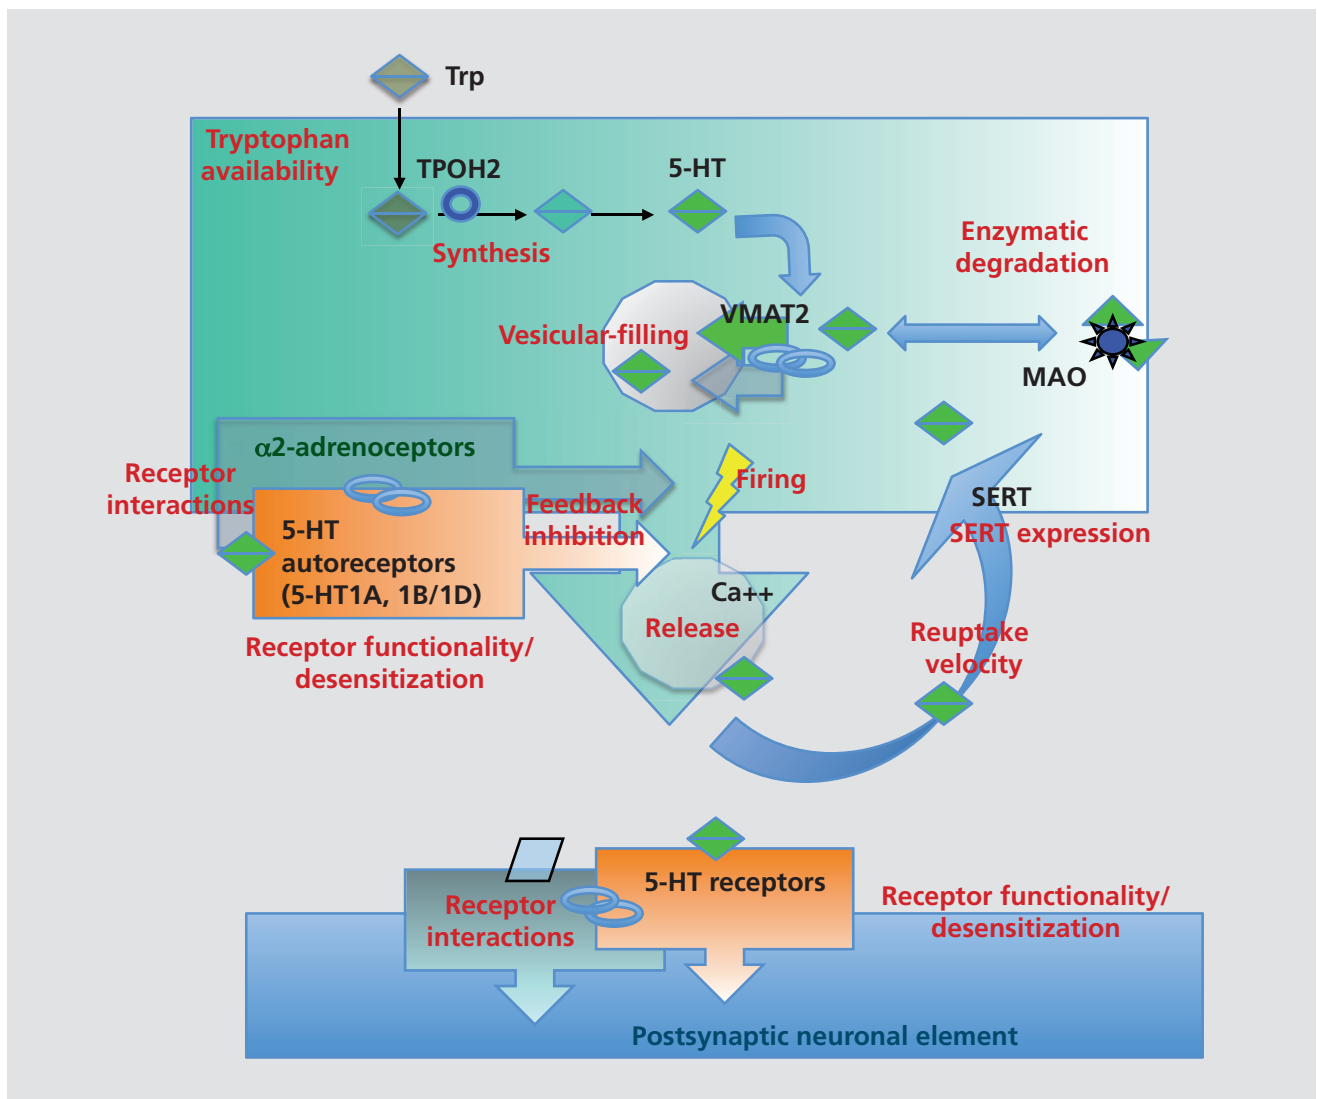 Trp
Tryptophan
availability
TPOH2
5-HT
Synthesis
Enzymatic
degradation
VMAT2
Vesicular-filling
MAO
α2-adrenoceptors
Receptor
interactions
Firing
Feedback
inhibition
SERT
SERT expression
5-HT
autoreceptors
(5-HT1A, 1B/1D)
Ca++
Release
Receptor functionality/
desensitization
Reuptake
velocity
5-HT receptors
Receptor
interactions
Receptor functionality/
desensitization
Postsynaptic neuronal element